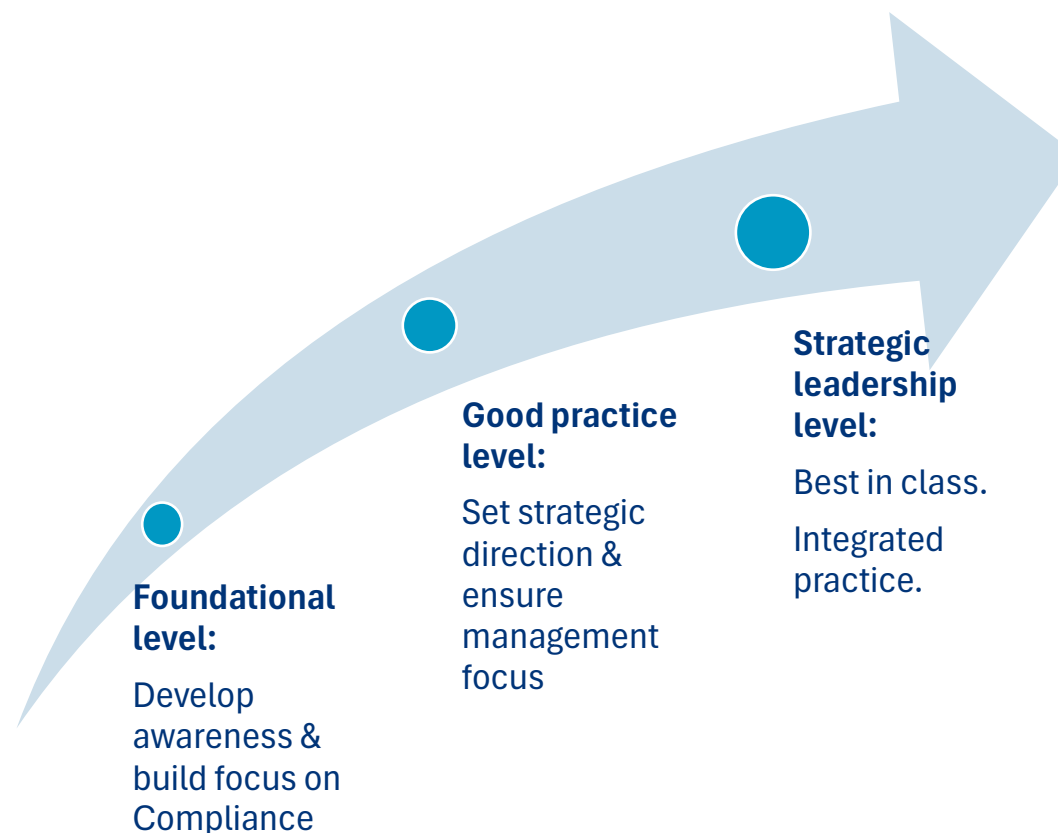 Foundational
level:
Develop
awareness &
build focus on
Compliance
Good practice
level:
Set strategic
direction &
ensure
management
focus
Strategic
leadership
level:
Best in class.
Integrated
practice.